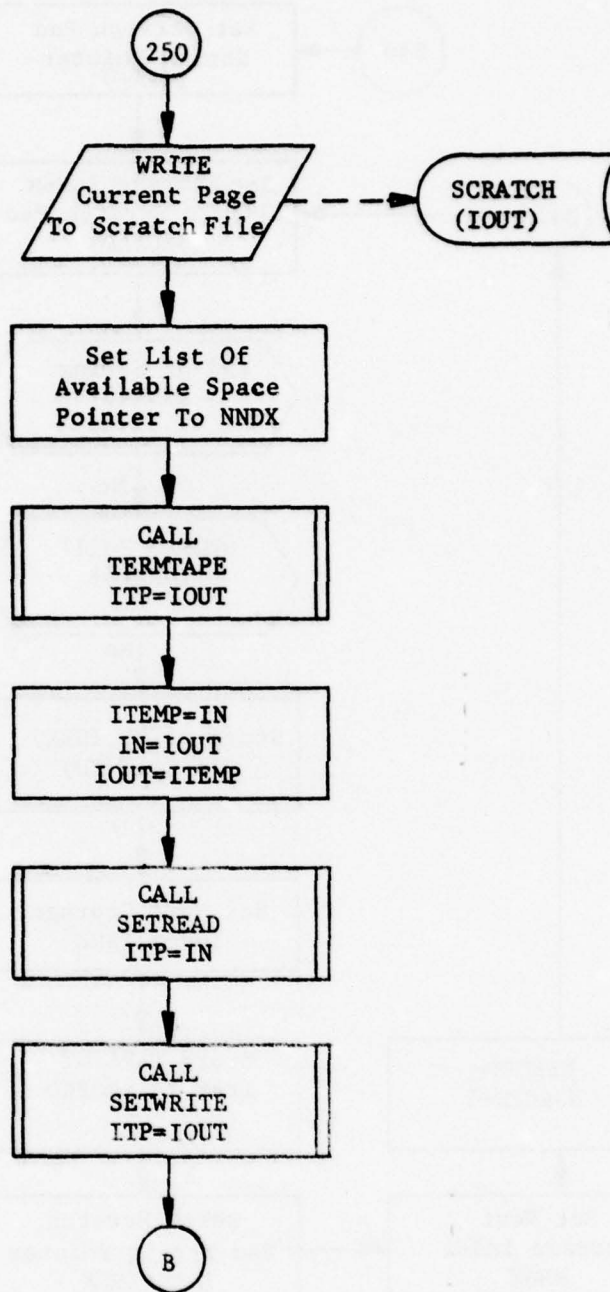 250
WRITE
Current Page
To Scratch File
SCRATCH
(IOUT)
Set List Of
Available Space
Pointer To NNDX
CALL
TERMTAPE
ITP=IOUT
ITEMP=IN
IN=IOUT
IOUT=ITEMP
CALL
SETREAD
ITP=IN
CALL
SETWRITE
ITP=IOUT
B